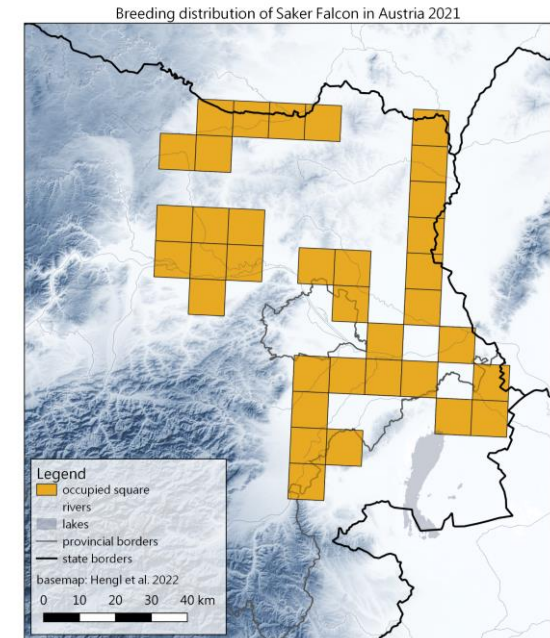 Breeding distribution of Saker Falcon in Austria 2021
Legend
occupied square
rivers
lakes
provincial borders
state borders
basemap: Hengl et al. 2022
0 10 20 30 40 km